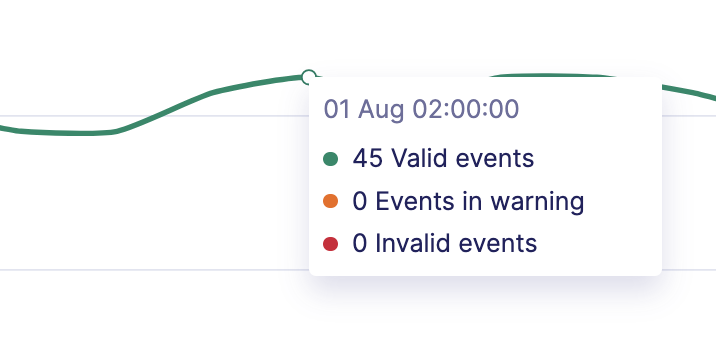 01 Aug 02:00:00
45 Valid events
0 Events in warning
0 Invalid events